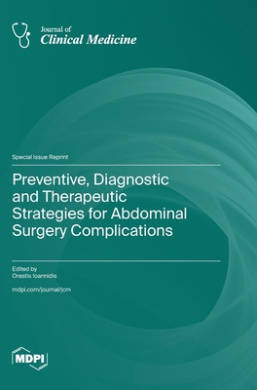 Journal of
Clinical Medicine
Special Issue Reprint
Preventive, Diagnostic
and Therapeutic
Strategies for Abdominal
Surgery Complications
Edited by
Orestis Ioannidis
mdpi.com/journal/jcm
MDPI